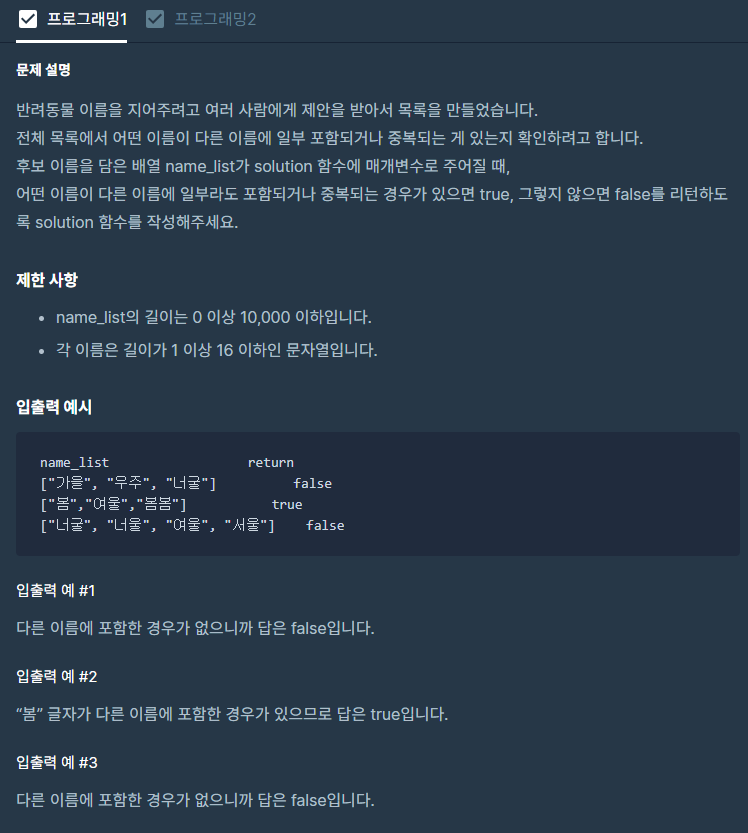 프로그래밍1 프로그래밍2
문제 설명
반려동물 이름을 지어주려고 여러 사람에게 제안을 받아서 목록을 만들었습니다.
전체 목록에서 어떤 이름이 다른 이름에 일부 포함되거나 중복되는 게 있는지 확인하려고 합니다.
후보 이름을 담은 배열 name_list가 solution 함수에 매개변수로 주어질 때,
어떤 이름이 다른 이름에 일부라도 포함되거나 중복되는 경우가 있으면 true, 그렇지 않으면 false를 리턴하도
록 solution 함수를 작성해주세요.
제한 사항
• name_list의 길이는 0 이상 10,000 이하입니다.
• 각 이름은 길이가 1 이상 16 이하인 문자열입니다.
입출력 예시
name_list return
["가을", "우주", "너굴"] false
["봄","여울","봄봄"] true
["너굴", "너울", "여울", "서울"] false
입출력 예 #1
다른 이름에 포함한 경우가 없으니까 답은 false입니다.
입출력 예 #2
“봄” 글자가 다른 이름에 포함한 경우가 있으므로 답은 true입니다.
입출력 예 #3
다른 이름에 포함한 경우가 없으니까 답은 false입니다.